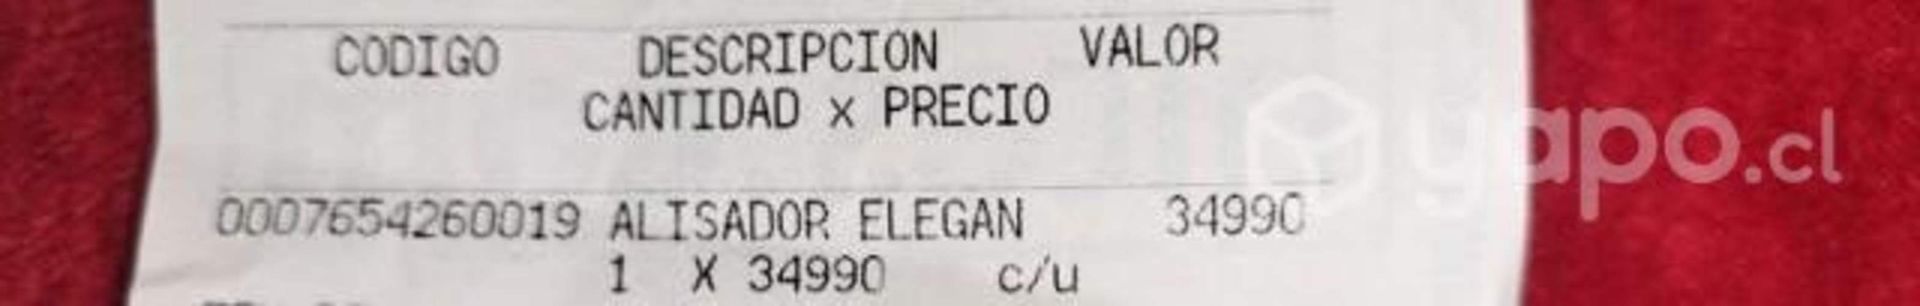 CODIGO DESCRIPCION VALOR
CANTIDAD x PRECIO
yapo.cl
0007654260019 ALISADOR ELEGAN 34990
1 X 34990 c/u